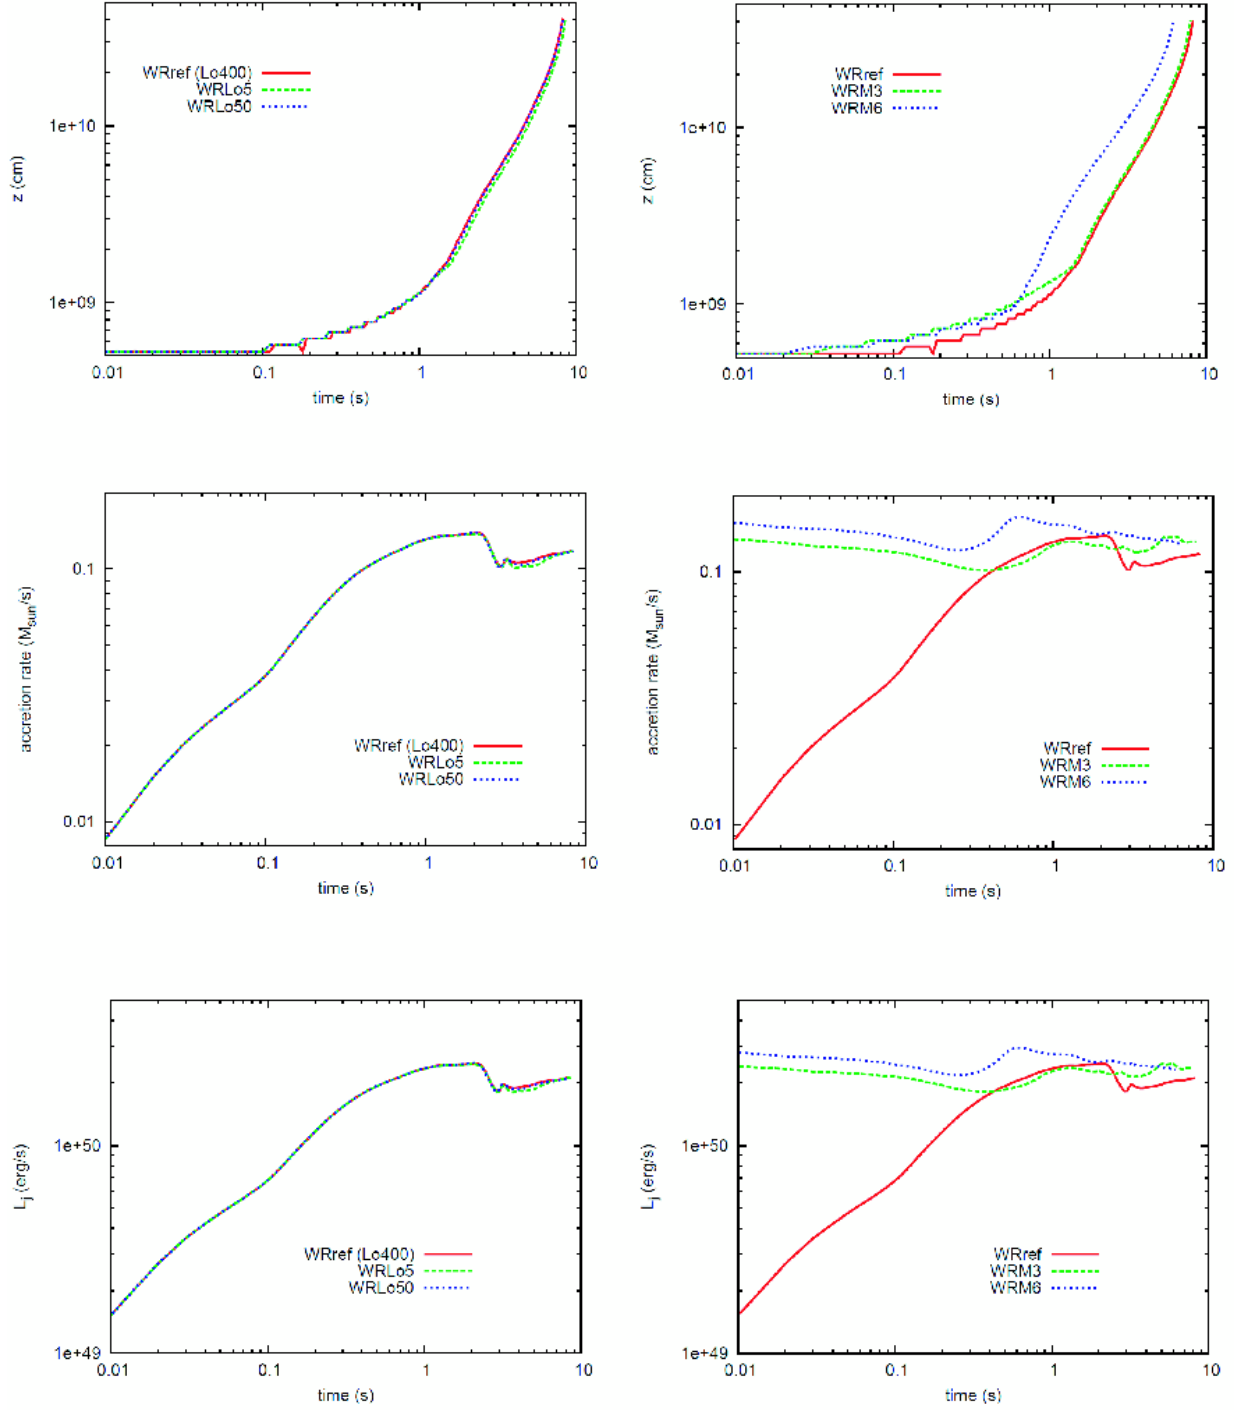 1e+10
1e+09
z (cm)
WRref (Lo400)
WRLo5
WRLo50
0.01 0.1 1 10
time (s)
1e+10
1e+09
z (cm)
WRref
WRM3
WRM6
0.01 0.1 1 10
time (s)
0.1
0.01
accretion rate (Msun/s)
WRref (Lo400)
WRLo5
WRLo50
0.01 0.1 1 10
time (s)
0.1
0.01
accretion rate (Msun/s)
WRref
WRM3
WRM6
0.01 0.1 1 10
time (s)
1e+50
1e+49
Lj (erg/s)
WRref (Lo400)
WRLo5
WRLo50
0.01 0.1 1 10
time (s)
1e+50
1e+49
Lj (erg/s)
WRref
WRM3
WRM6
0.01 0.1 1 10
time (s)